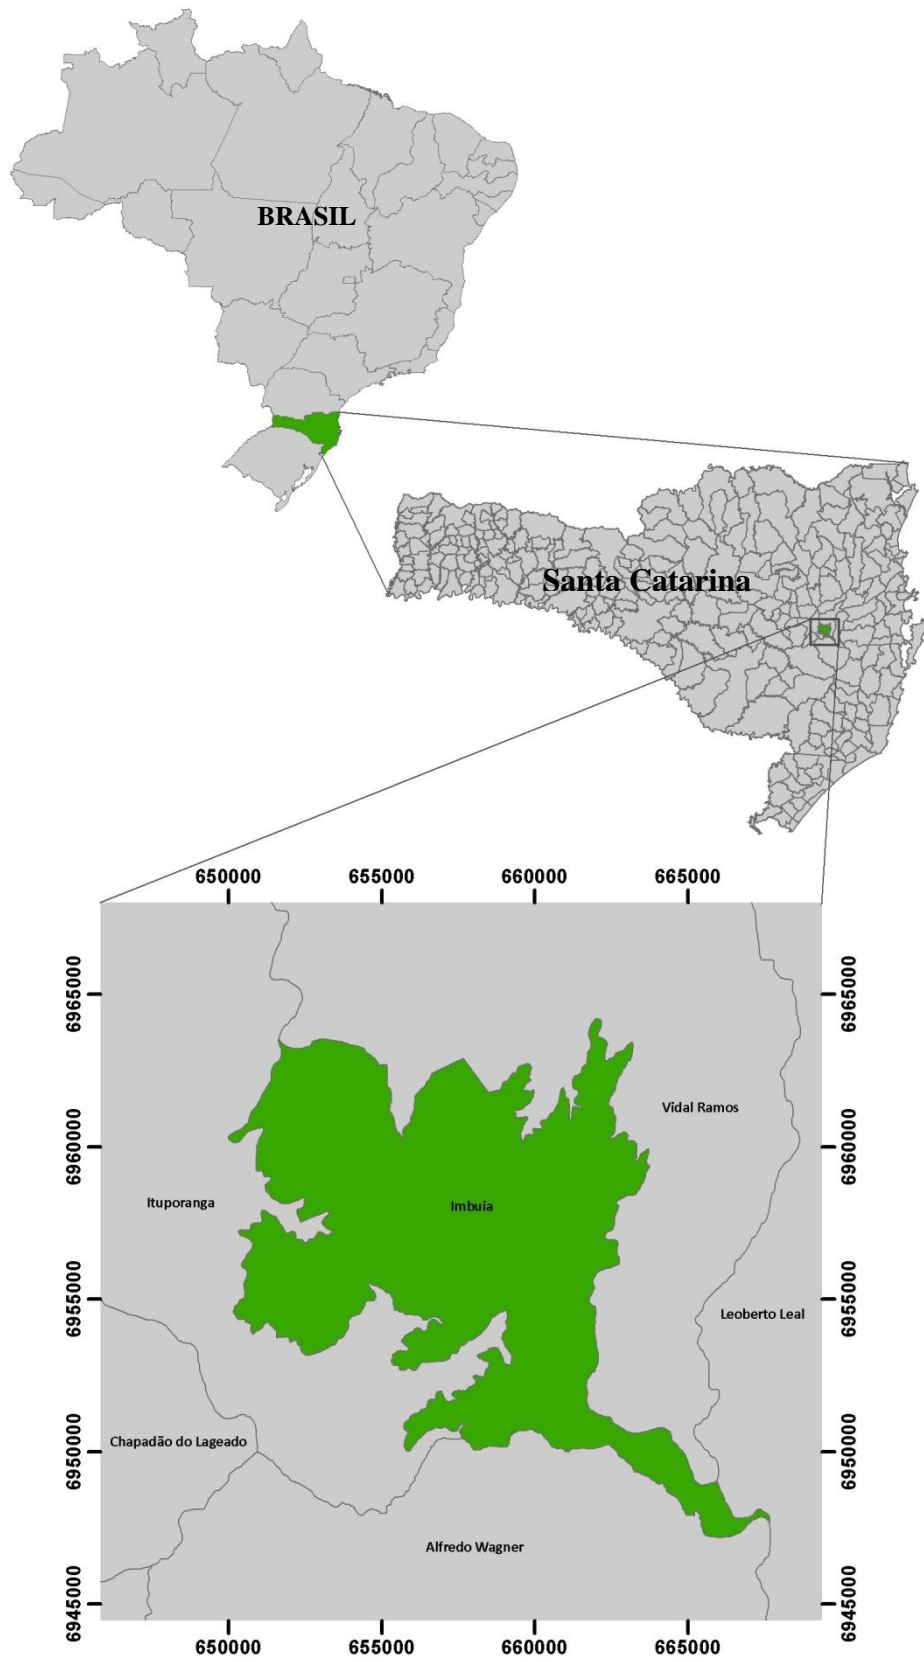 BRASIL
Santa Catarina
650000 655000 660000 665000
6965000 6965000
Vidal Ramos
6960000 6960000
Ituporanga
Imbuia
6955000 6955000
Leoberto Leal
Chapadão do Lageado
6950000 6950000
Alfredo Wagner
6945000 6945000
650000 655000 660000 665000